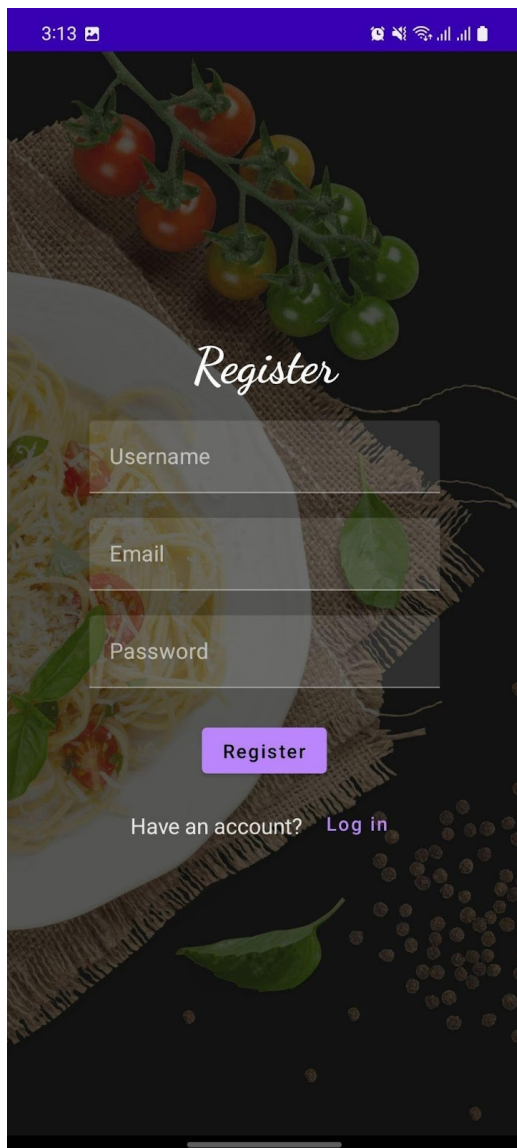 3:13
Register
Username
Email
Password
Register
Have an account? Log in